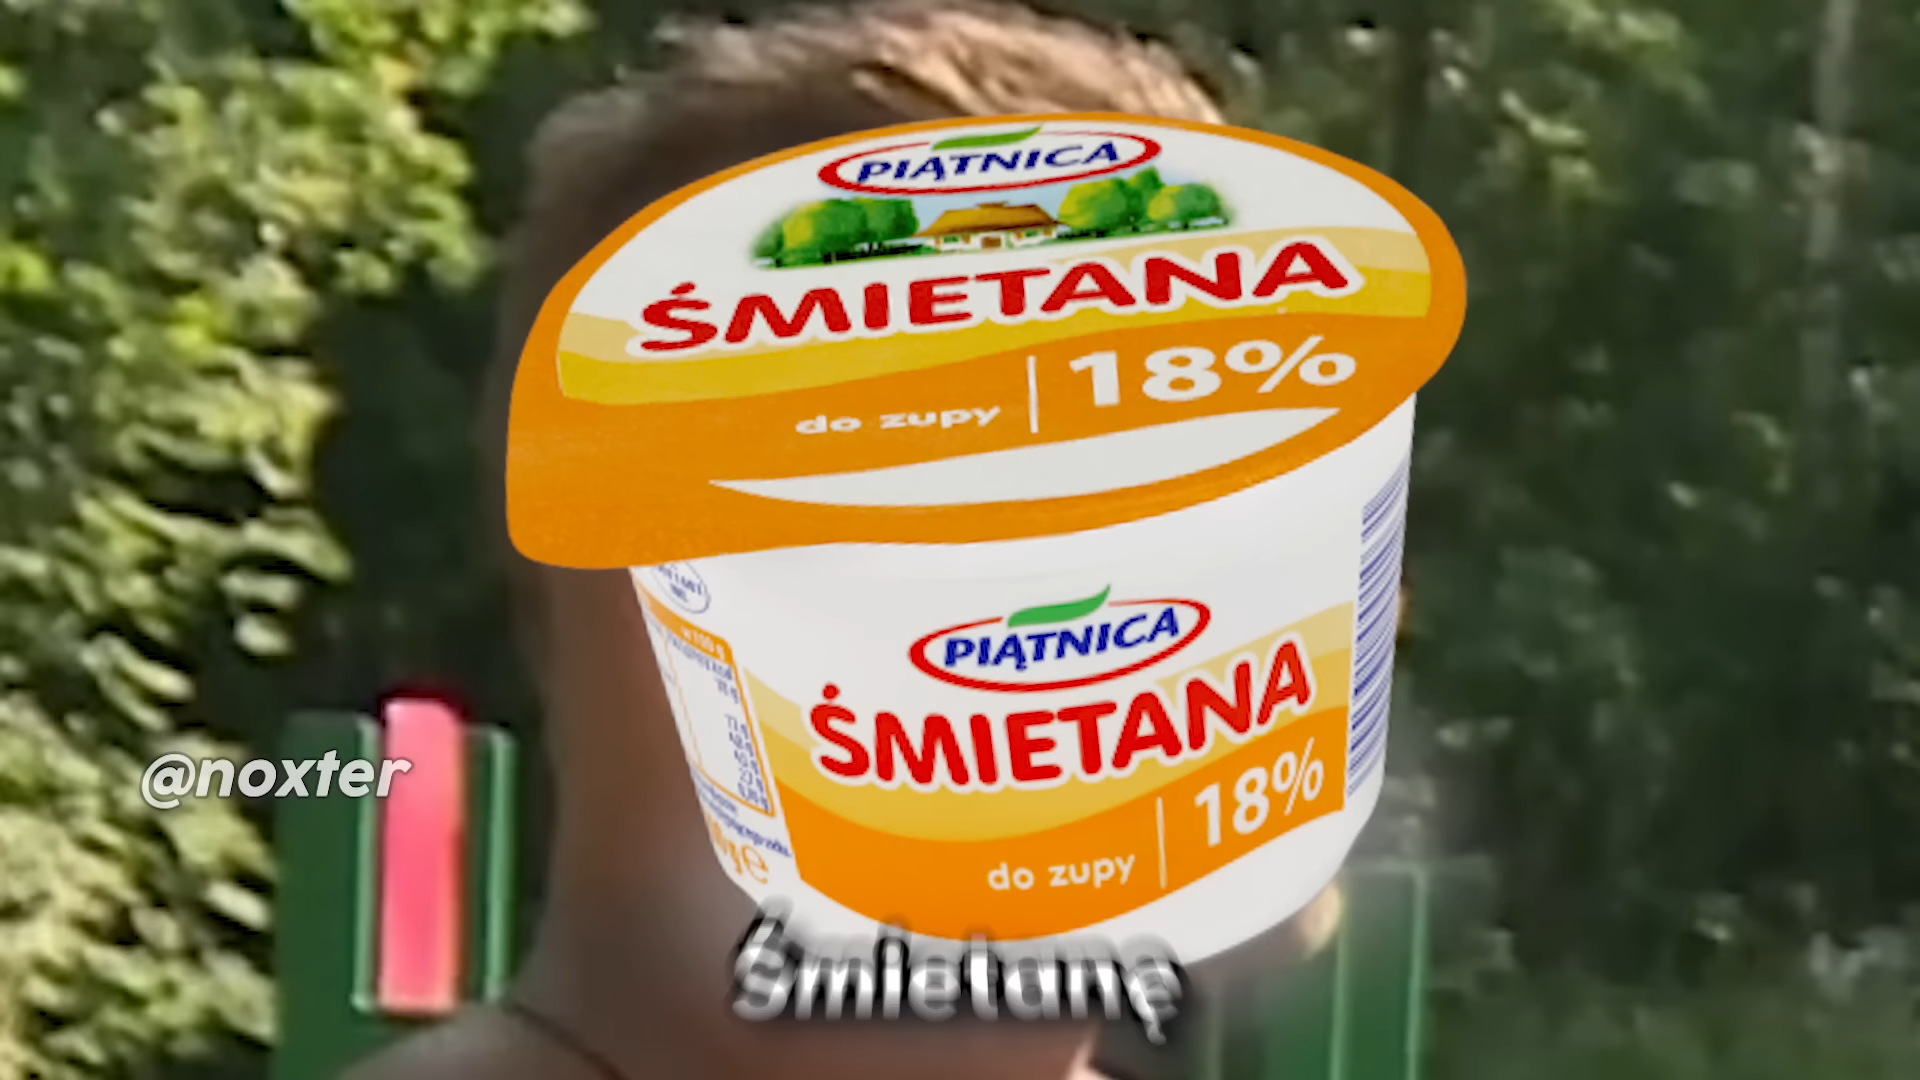 PIĄTNICA
ŚMIETANA
do zupy | 18%
PIĄTNICA
ŚMIETANA
do zupy | 18%
@noxter
Śmietanę